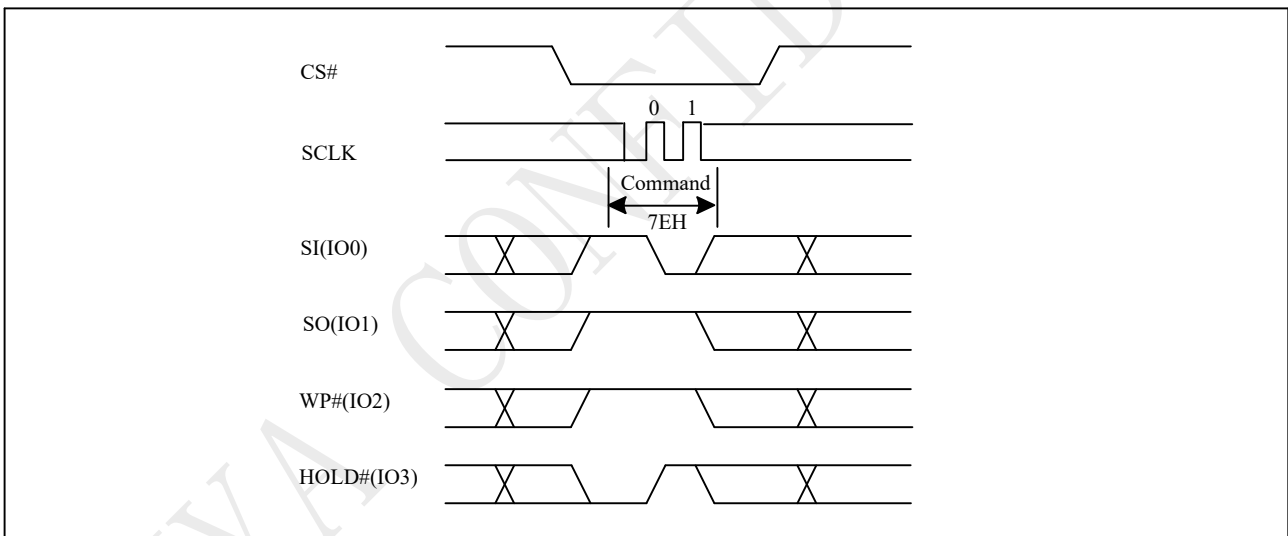 CS#
0 1
SCLK
Command
7EH
SI(IO0)
SO(IO1)
WP#(IO2)
HOLD#(IO3)